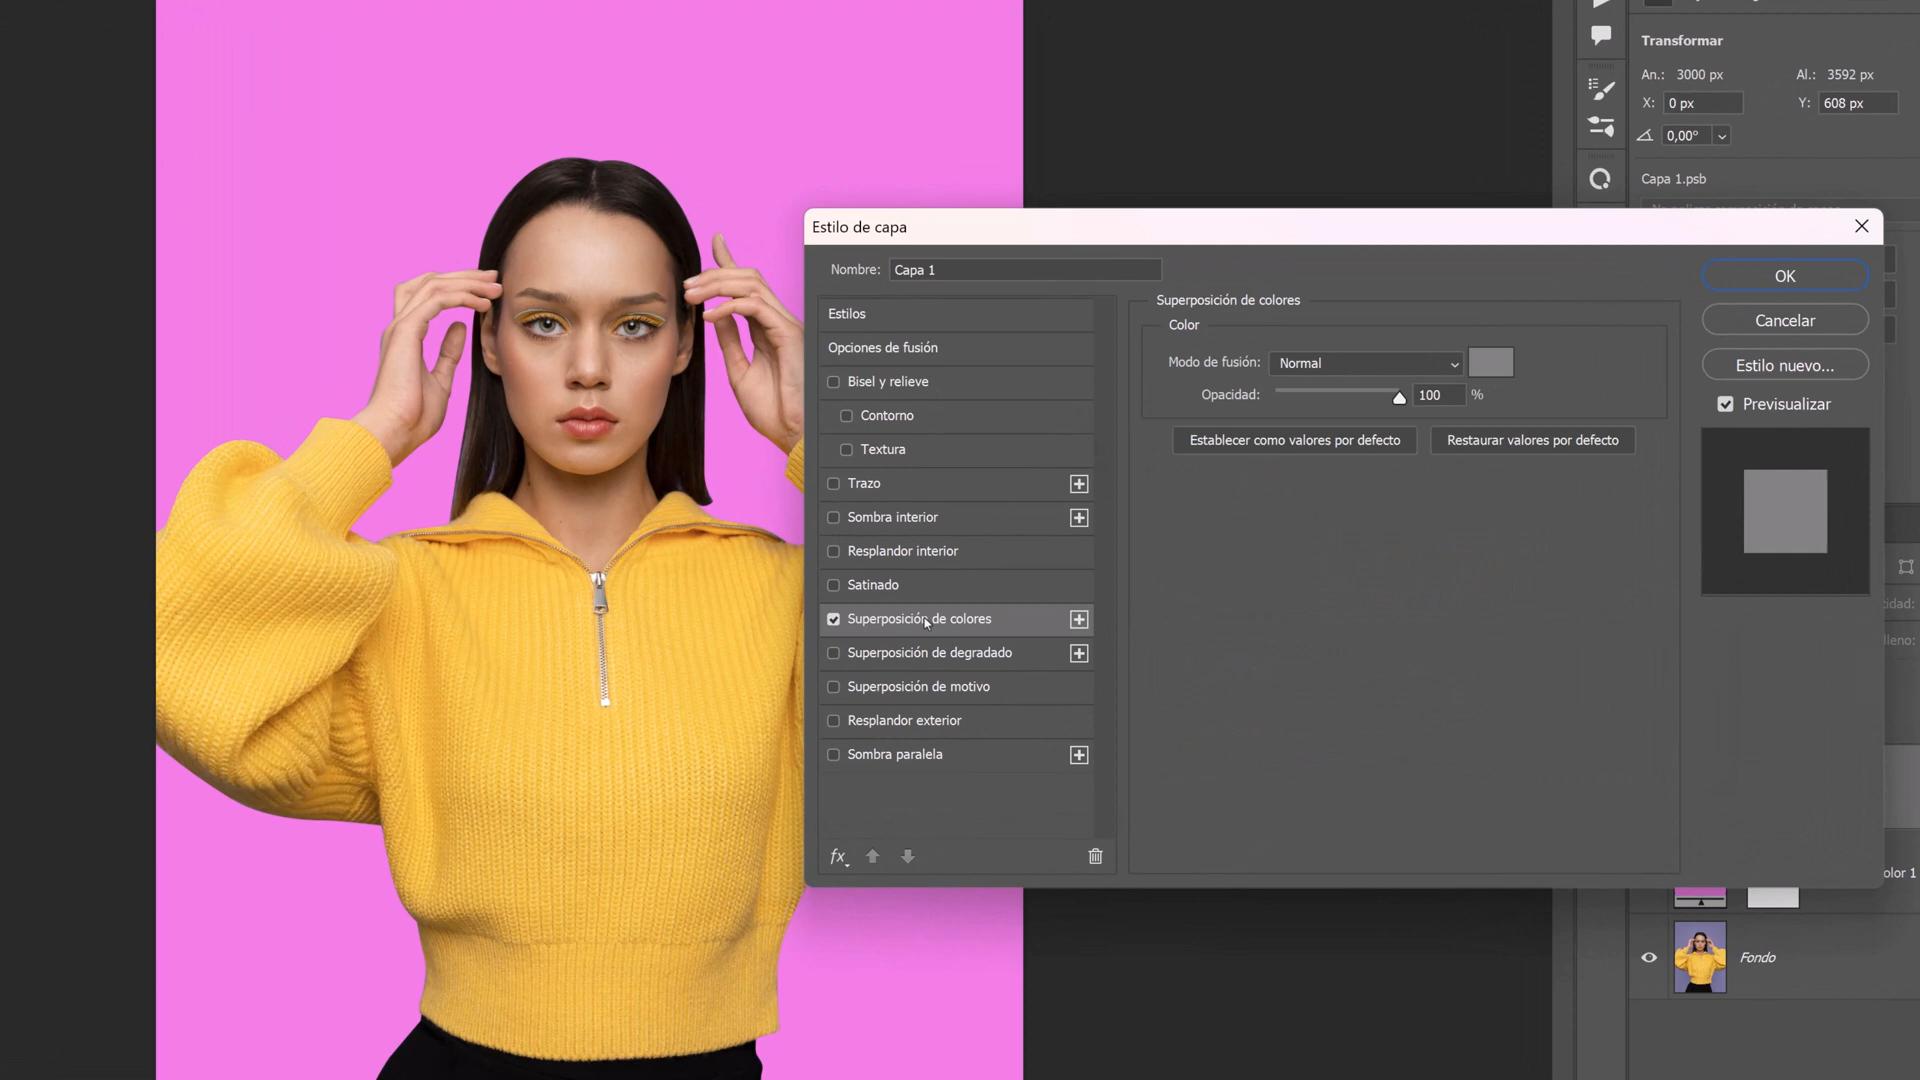 Transformar
An.: 3000 px Al.: 3592 px
X: 0 px Y: 608 px
0,00°
Capa 1.psb
Estilo de capa
Nombre: Capa 1
Estilos
Opciones de fusión
Bisel y relieve
Contorno
Textura
Trazo
Sombra interior
Resplandor interior
Satinado
Superposición de colores
Superposición de degradado
Superposición de motivo
Resplandor exterior
Sombra paralela
fx
Superposición de colores
Color
Modo de fusión: Normal
Opacidad: 100 %
Establecer como valores por defecto Restaurar valores por defecto
OK
Cancelar
Estilo nuevo...
Previsualizar
olor 1
Fondo